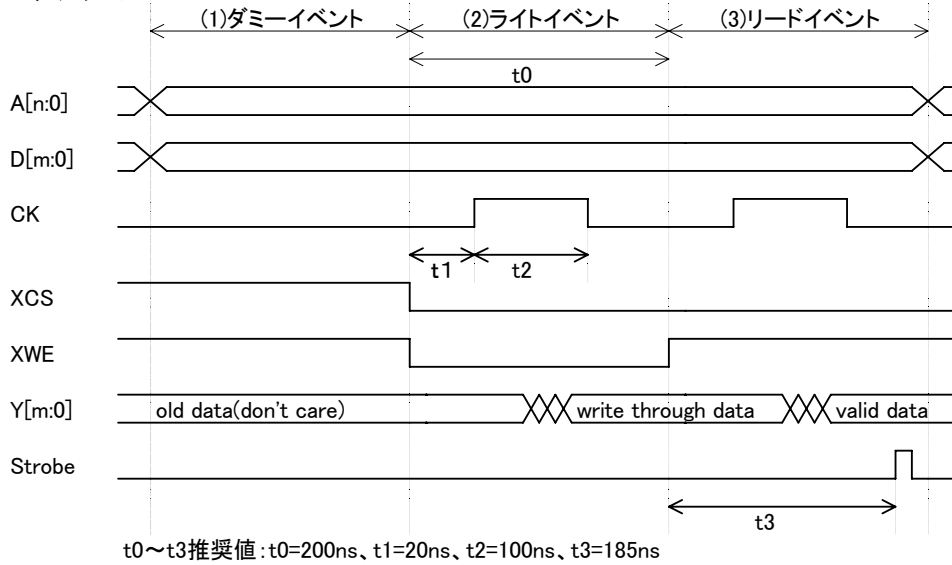 (1)ダミーイベント (2)ライトイベント (3)リードイベント
t0
A[n:0]
D[m:0]
CK
t1 t2
XCS
XWE
Y[m:0] old data(don't care) write through data valid data
Strobe
t3
t0～t3推奨値:t0=200ns、t1=20ns、t2=100ns、t3=185ns